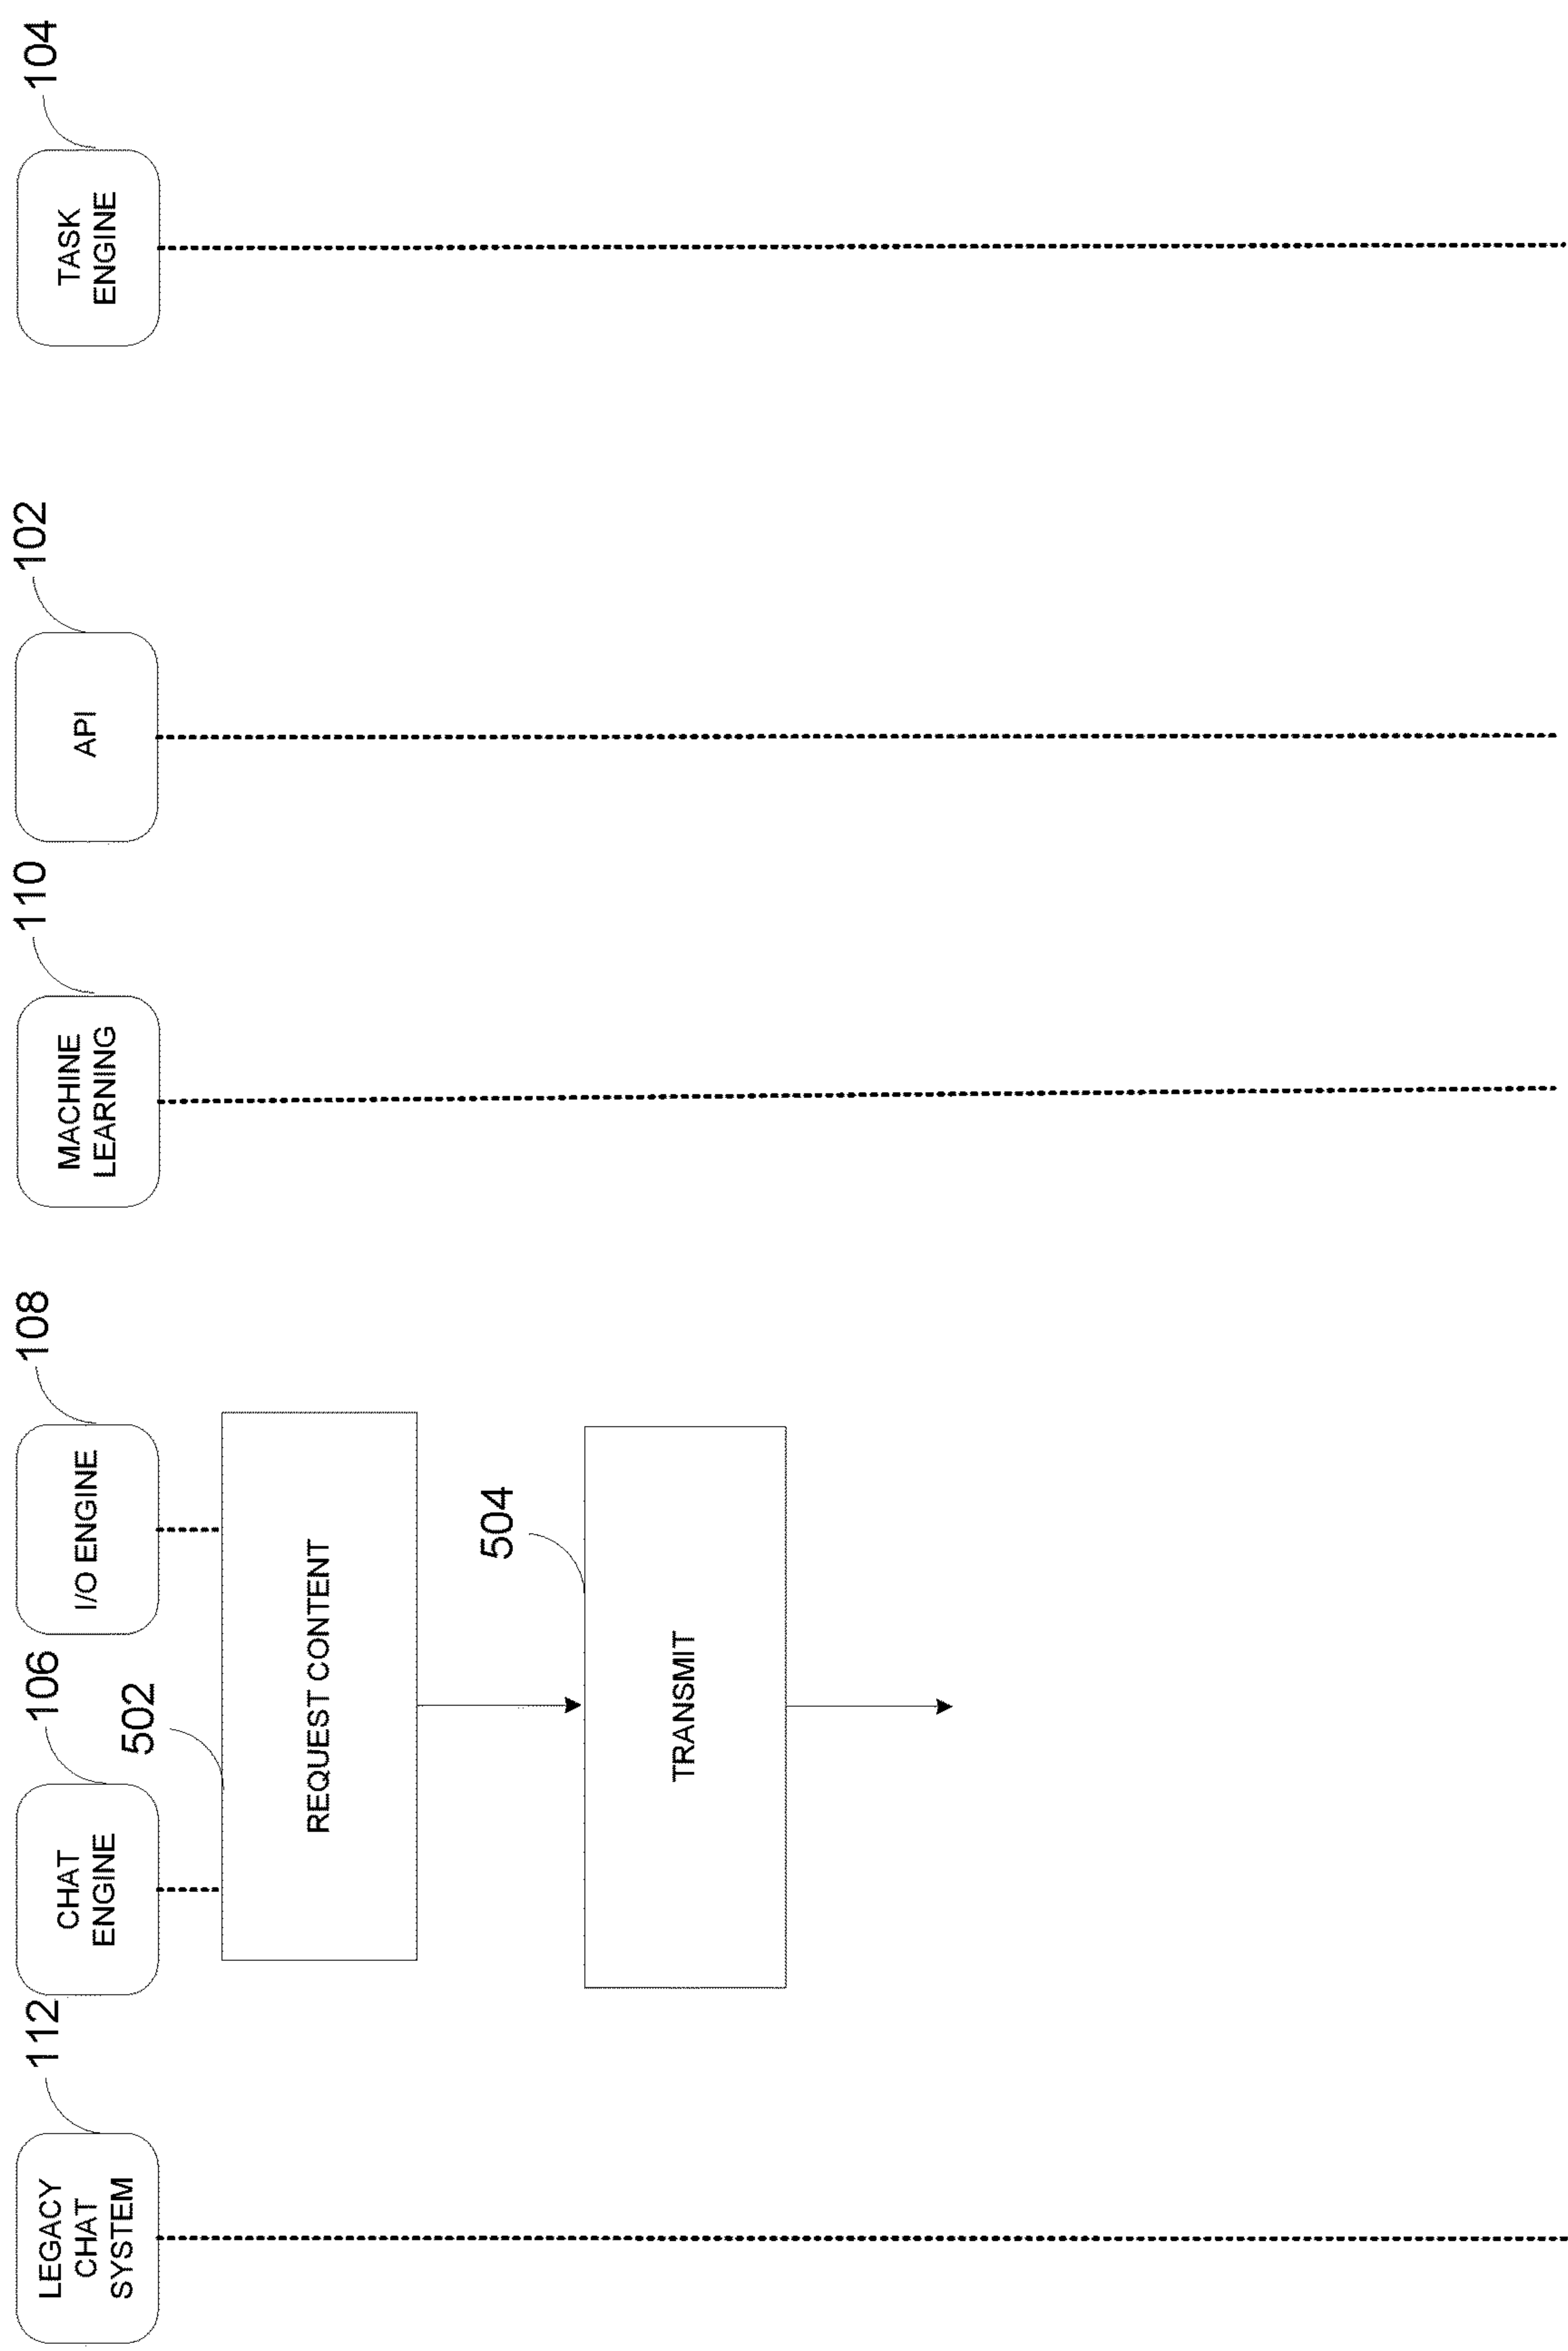 112
LEGACY
CHAT
SYSTEM
106
CHAT
ENGINE
108
I/O ENGINE
110
MACHINE
LEARNING
102
API
104
TASK
ENGINE
502
REQUEST CONTENT
504
TRANSMIT